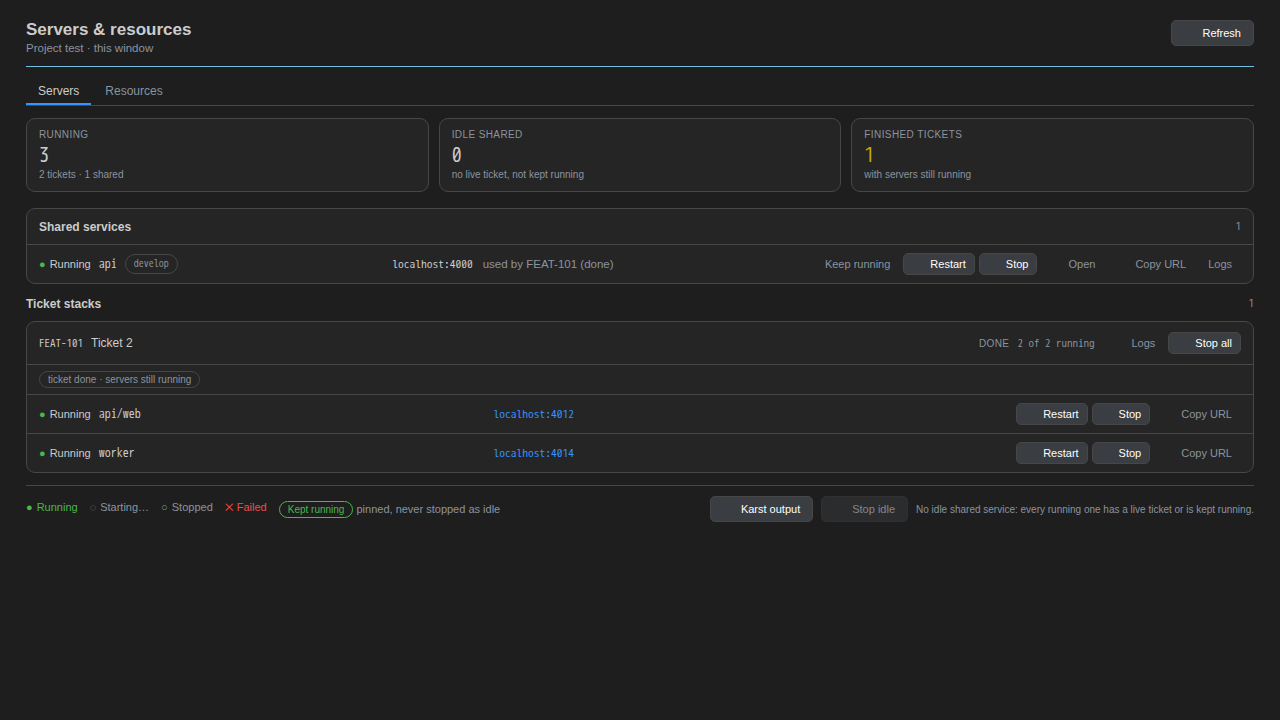 Servers & resources
Project test · this window
Refresh
Servers
Resources
RUNNING
3
2 tickets · 1 shared
IDLE SHARED
0
no live ticket, not kept running
FINISHED TICKETS
1
with servers still running
Shared services
1
● Running api develop localhost:4000 used by FEAT-101 (done) Keep running Restart Stop Open Copy URL Logs
Ticket stacks
1
FEAT-101 Ticket 2 DONE 2 of 2 running Logs Stop all
ticket done · servers still running
● Running api/web localhost:4012 Restart Stop Copy URL
● Running worker localhost:4014 Restart Stop Copy URL
● Running ◌ Starting… ○ Stopped ✕ Failed Kept running pinned, never stopped as idle Karst output Stop idle No idle shared service: every running one has a live ticket or is kept running.